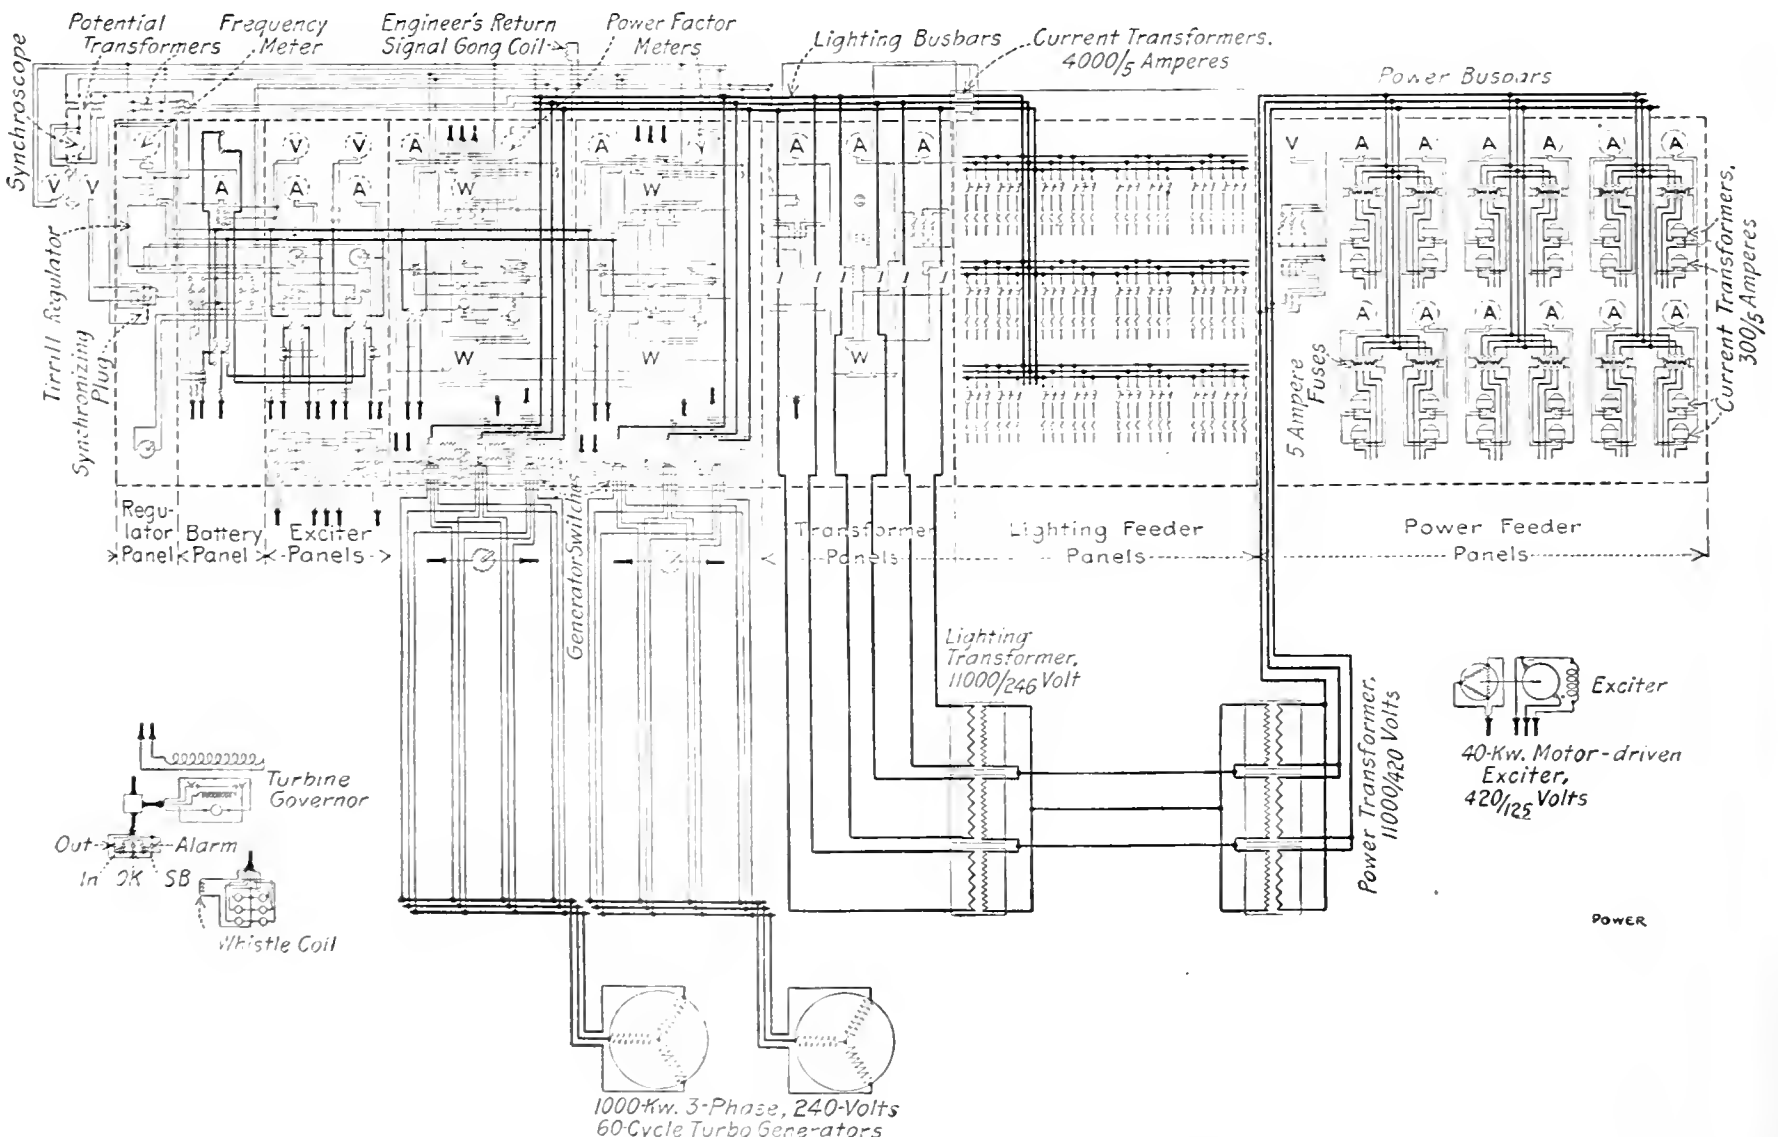 Potential
Transformers
Frequency
Meter
Engineer's Return
Signal Gong Coil
Power Factor
Meters
Lighting Busbars
Current Transformers.
4000/5 Amperes
Power Busbars
Synchroscope
V
V
V
V
V
A
A
V
A
A
A
A
A
A
A
A
A
A
A
A
A
V
W
W
W
W
W
W
W
A
A
A
A
A
A
Tirrill Regulator
Synchronizing
Plug
5 Ampere
Fuses
Current Transformers,
300/5 Amperes
Regu-
lator
Panel
Battery
Panel
Exciter
Panels
Generator Switches
Transformer
Panels
Lighting Feeder
Panels
Power Feeder
Panels
Lighting
Transformer,
11000/246 Volt
Power Transformer,
11000/420 Volts
Exciter
40-Kw. Motor-driven
Exciter,
420/125 Volts
Turbine
Governor
Out
Alarm
In OK SB
Whistle Coil
POWER
1000-Kw. 3-Phase, 240-Volts
60-Cycle Turbo Generators